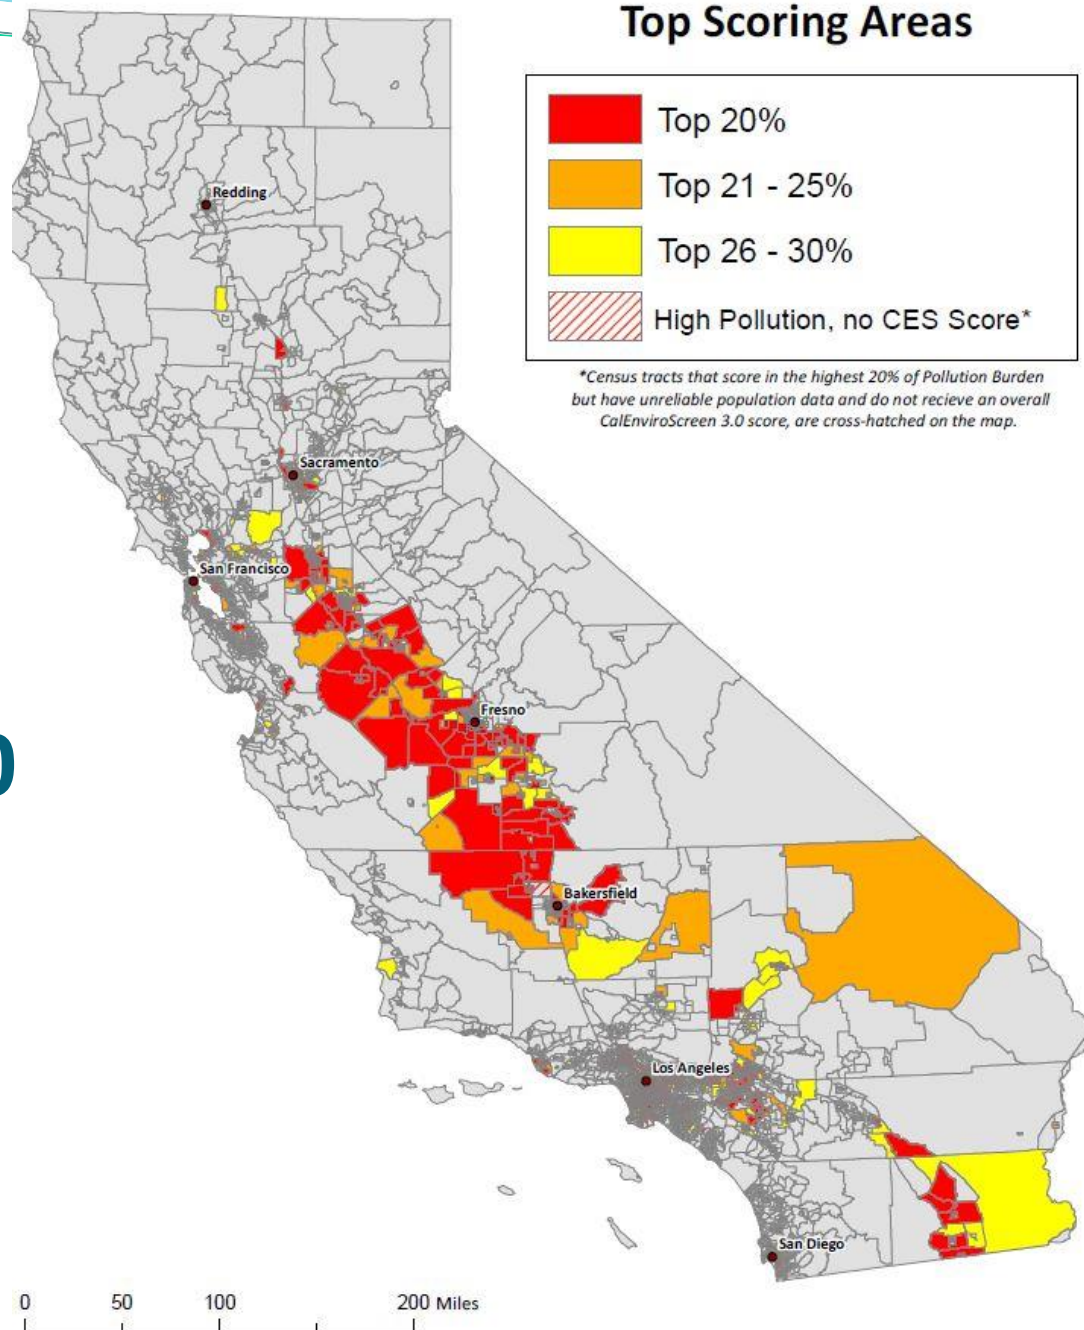 Top Scoring Areas
Top 20%
Top 21 - 25%
Top 26 - 30%
High Pollution, no CES Score*
*Census tracts that score in the highest 20% of Pollution Burden
but have unreliable population data and do not recieve an overall
CalEnviroScreen 3.0 score, are cross-hatched on the map.
Redding
Sacramento
San Francisco
Fresno
Bakersfield
Los Angeles
San Diego
0 50 100 200 Miles